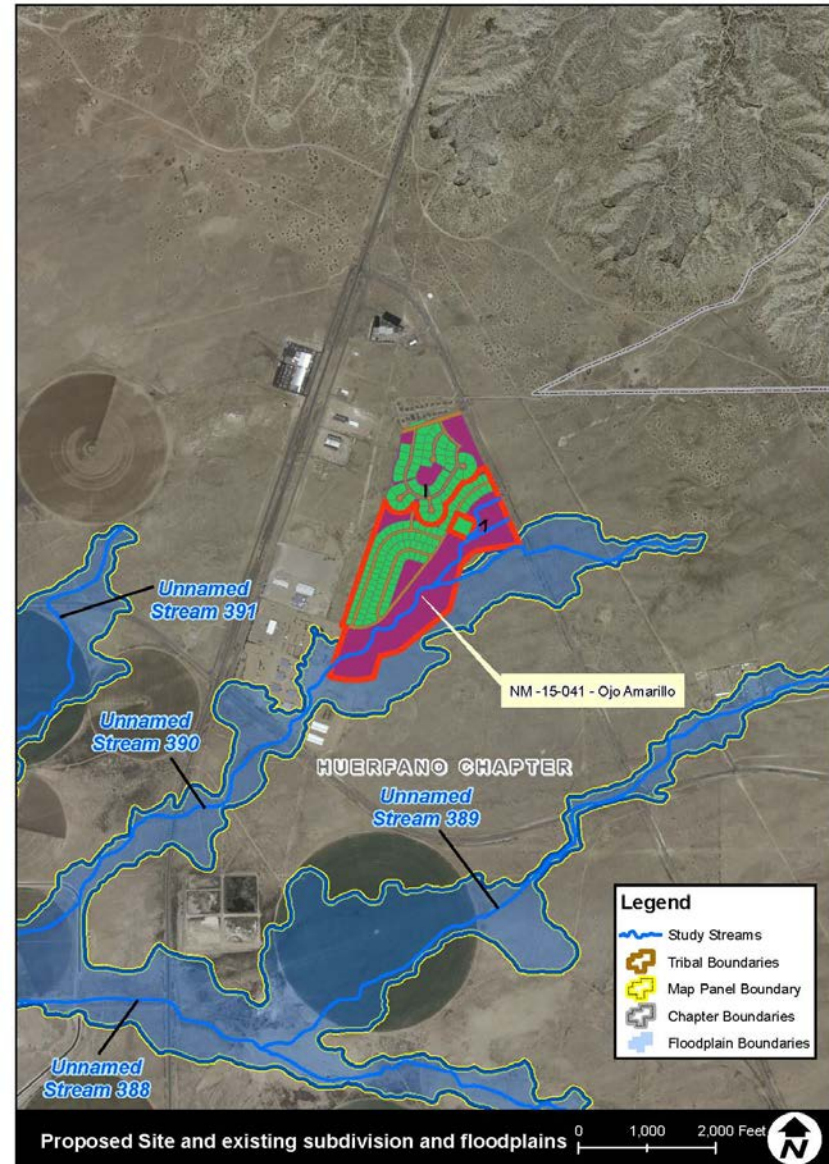 Unnamed
Stream 391
NM -15-041 - Ojo Amarillo
Unnamed
Stream 390
HUERFANO CHAPTER
Unnamed
Stream 389
Unnamed
Stream 388
Legend
Study Streams
Tribal Boundaries
Map Panel Boundary
Chapter Boundaries
Floodplain Boundaries
Proposed Site and existing subdivision and floodplains
0 1,000 2,000 Feet
N